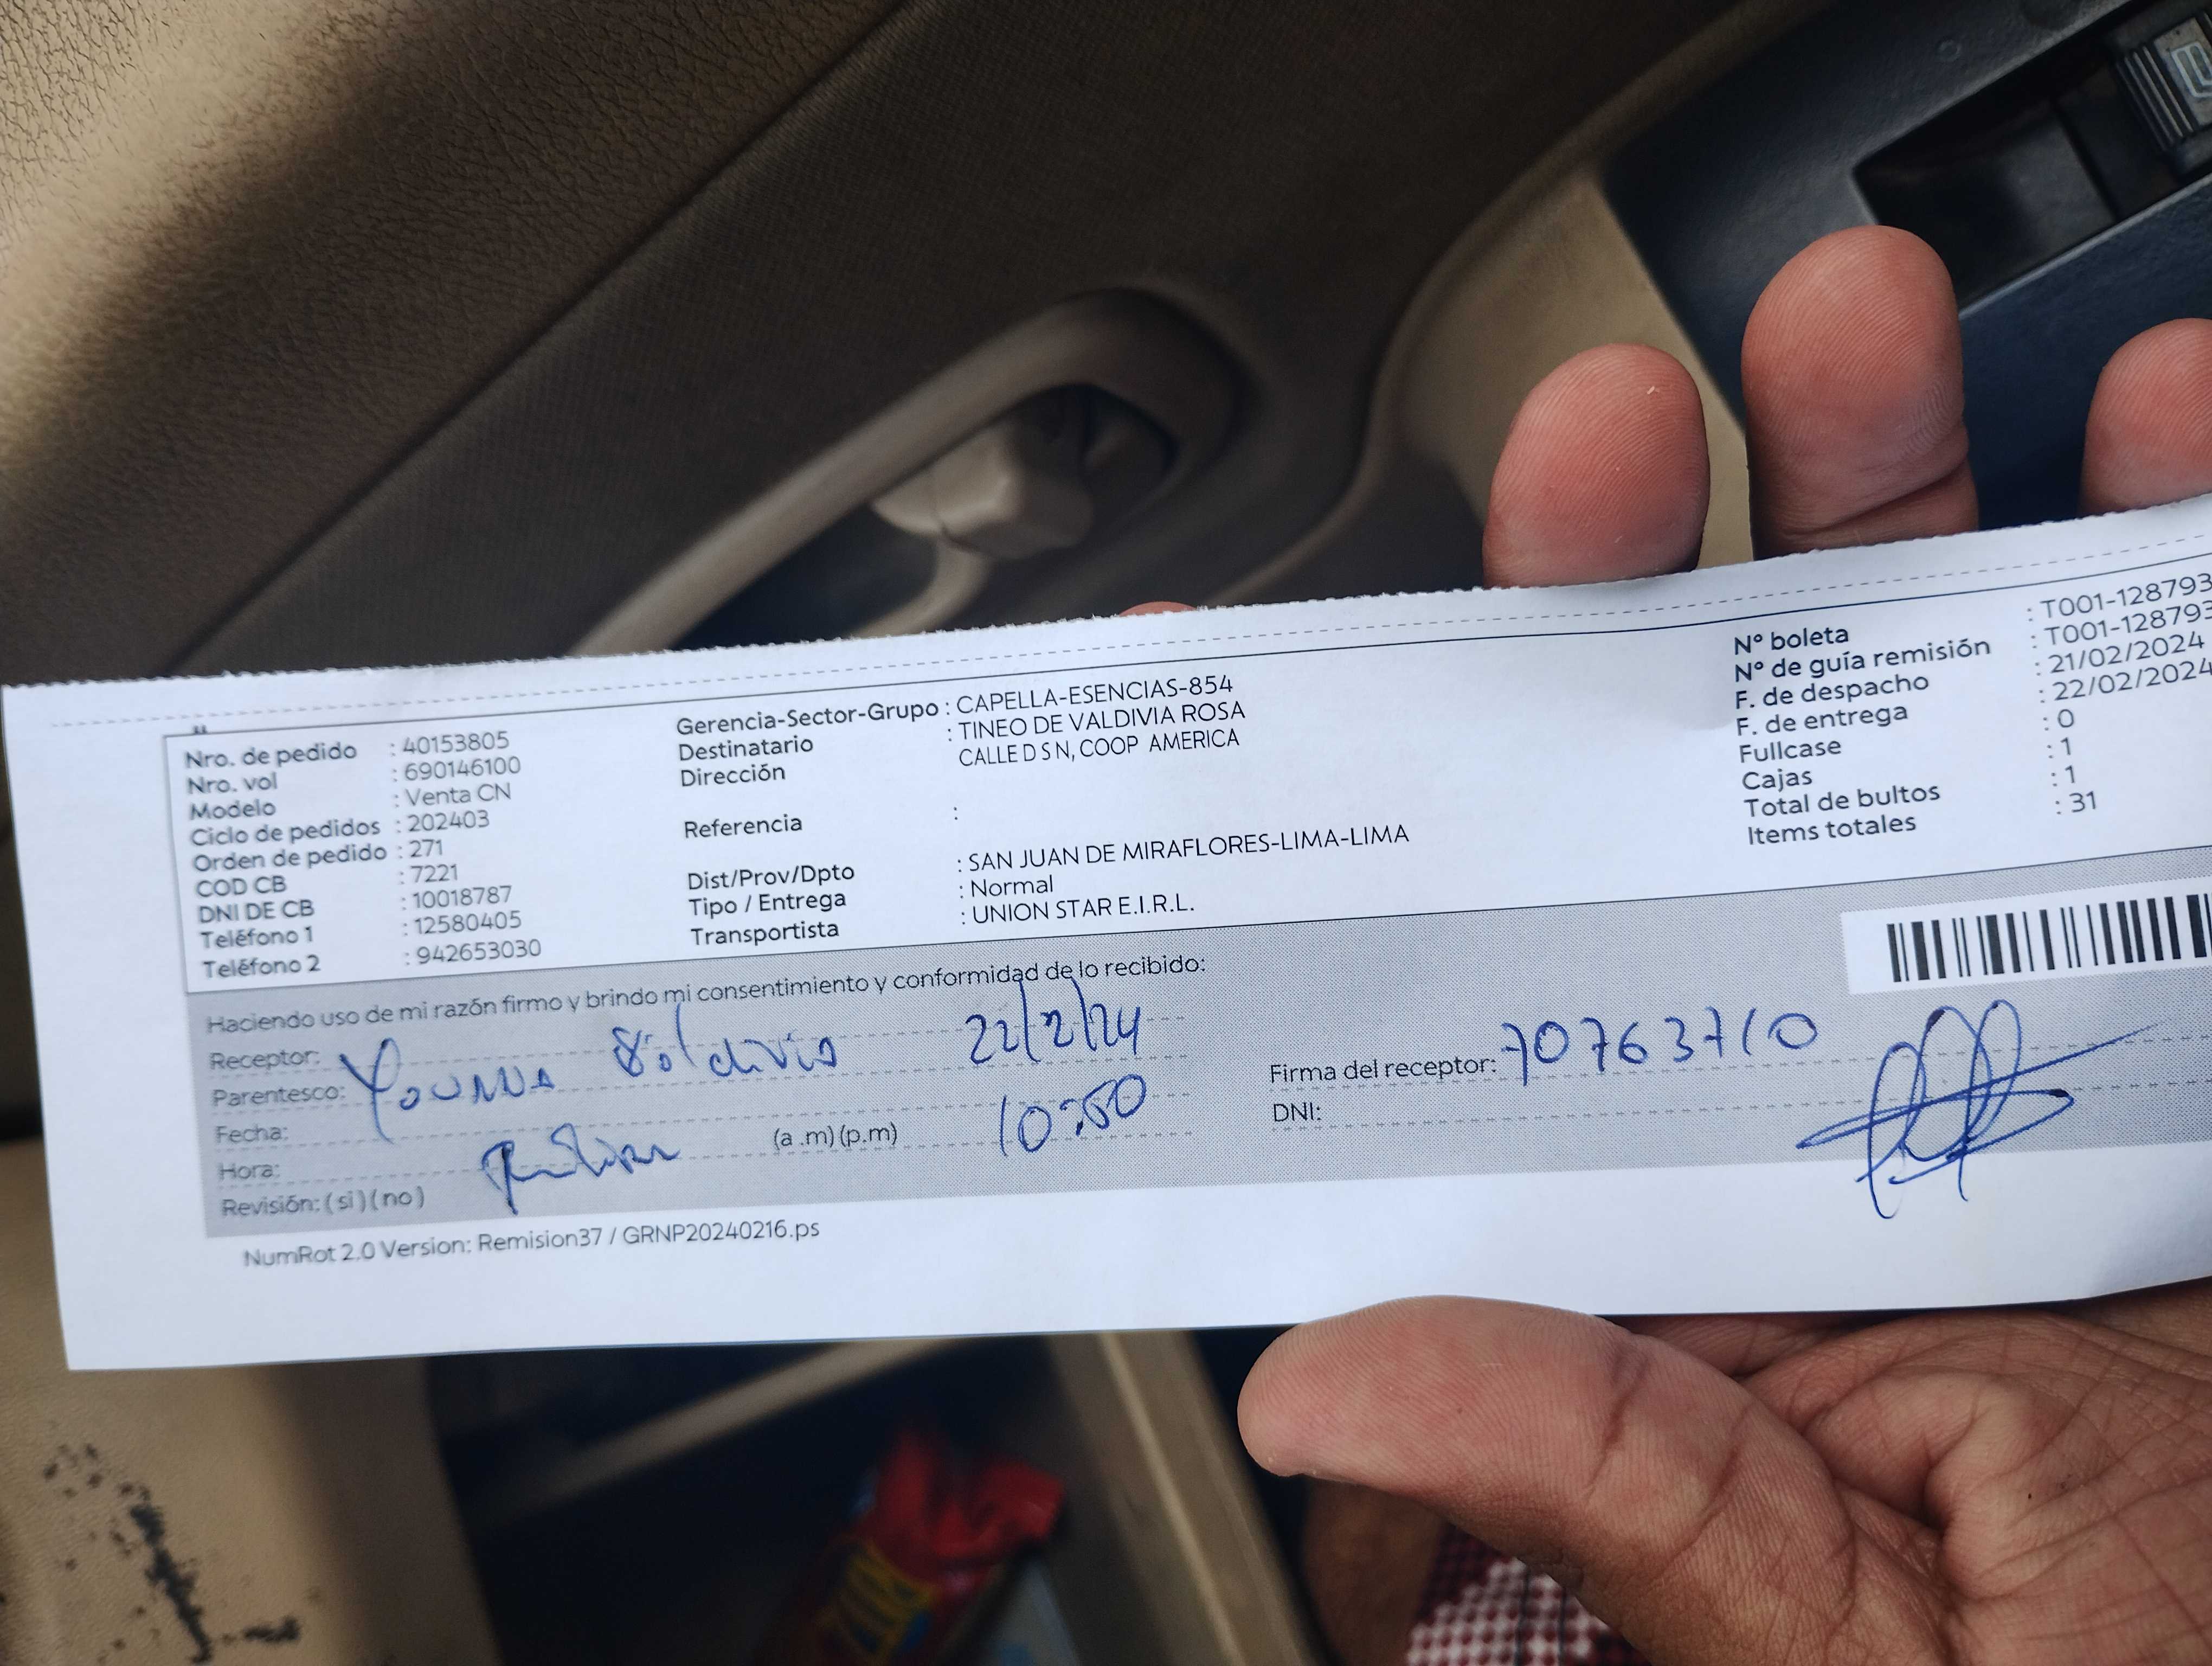 Nro. de pedido : 40153805
Nro. vol : 690146100
Modelo : Venta CN
Ciclo de pedidos : 202403
Orden de pedido : 271
COD CB : 7221
DNI DE CB : 10018787
Teléfono 1 : 12580405
Teléfono 2 : 942653030
Gerencia-Sector-Grupo : CAPELLA-ESENCIAS-854
Destinatario : TINEO DE VALDIVIA ROSA
Dirección CALLE D S N, COOP AMERICA
Referencia :
Dist/Prov/Dpto : SAN JUAN DE MIRAFLORES-LIMA-LIMA
Tipo / Entrega : Normal
Transportista : UNION STAR E.I.R.L.
Nº boleta : T001-128793
Nº de guía remisión : T001-128793
F. de despacho : 21/02/2024
F. de entrega : 22/02/2024
Fullcase : 0
Cajas : 1
Total de bultos : 1
Items totales : 31
Haciendo uso de mi razón firmo y brindo mi consentimiento y conformidad de lo recibido:
Receptor: Valdivia 22/2/24
Parentesco:
Fecha:
Hora: (a .m) (p.m) 10:50
Revisión: ( si ) ( no )
Firma del receptor: 70763710
DNI:
NumRot 2.0 Version: Remision37 / GRNP20240216.ps